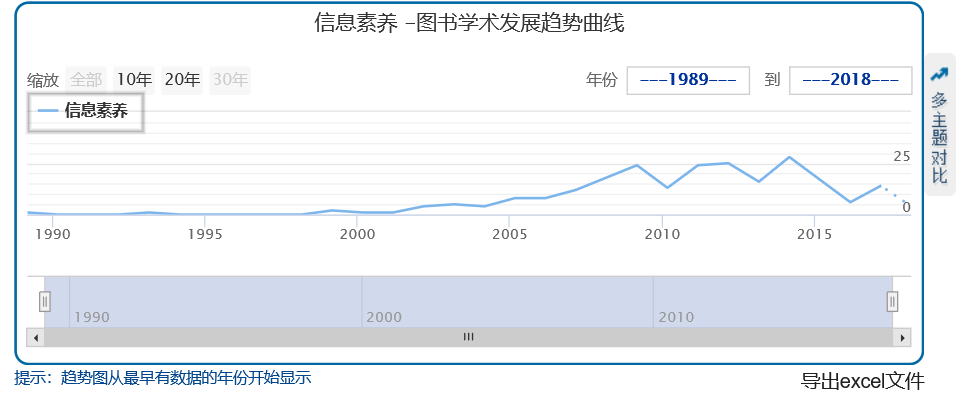 信息素养 -图书学术发展趋势曲线
缩放 全部 10年 20年 30年 年份 ---1989--- 到 ---2018---
信息素养
25
0
1990 1995 2000 2005 2010 2015
1990 2000 2010
多主题对比
提示：趋势图从最早有数据的年份开始显示
导出excel文件